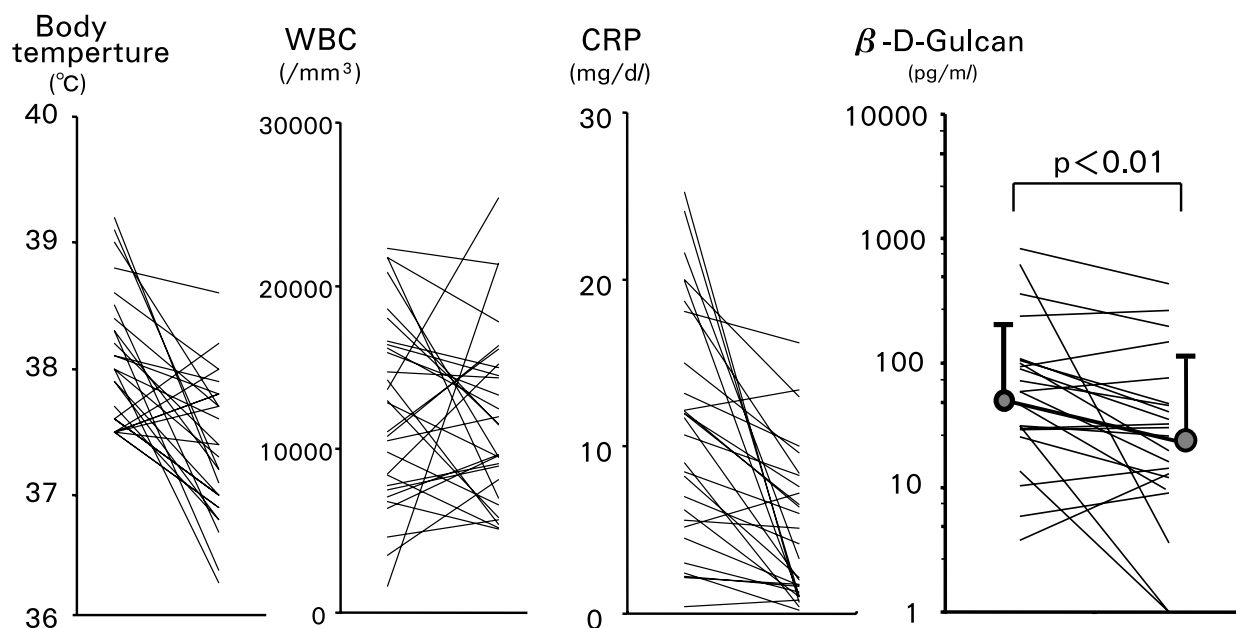 Body
temperture
(℃)
40
39
38
37
36
WBC
(/mm³)
30000
20000
10000
0
CRP
(mg/dl)
30
20
10
0
β-D-Gulcan
(pg/ml)
10000
1000
100
10
1
p<0.01